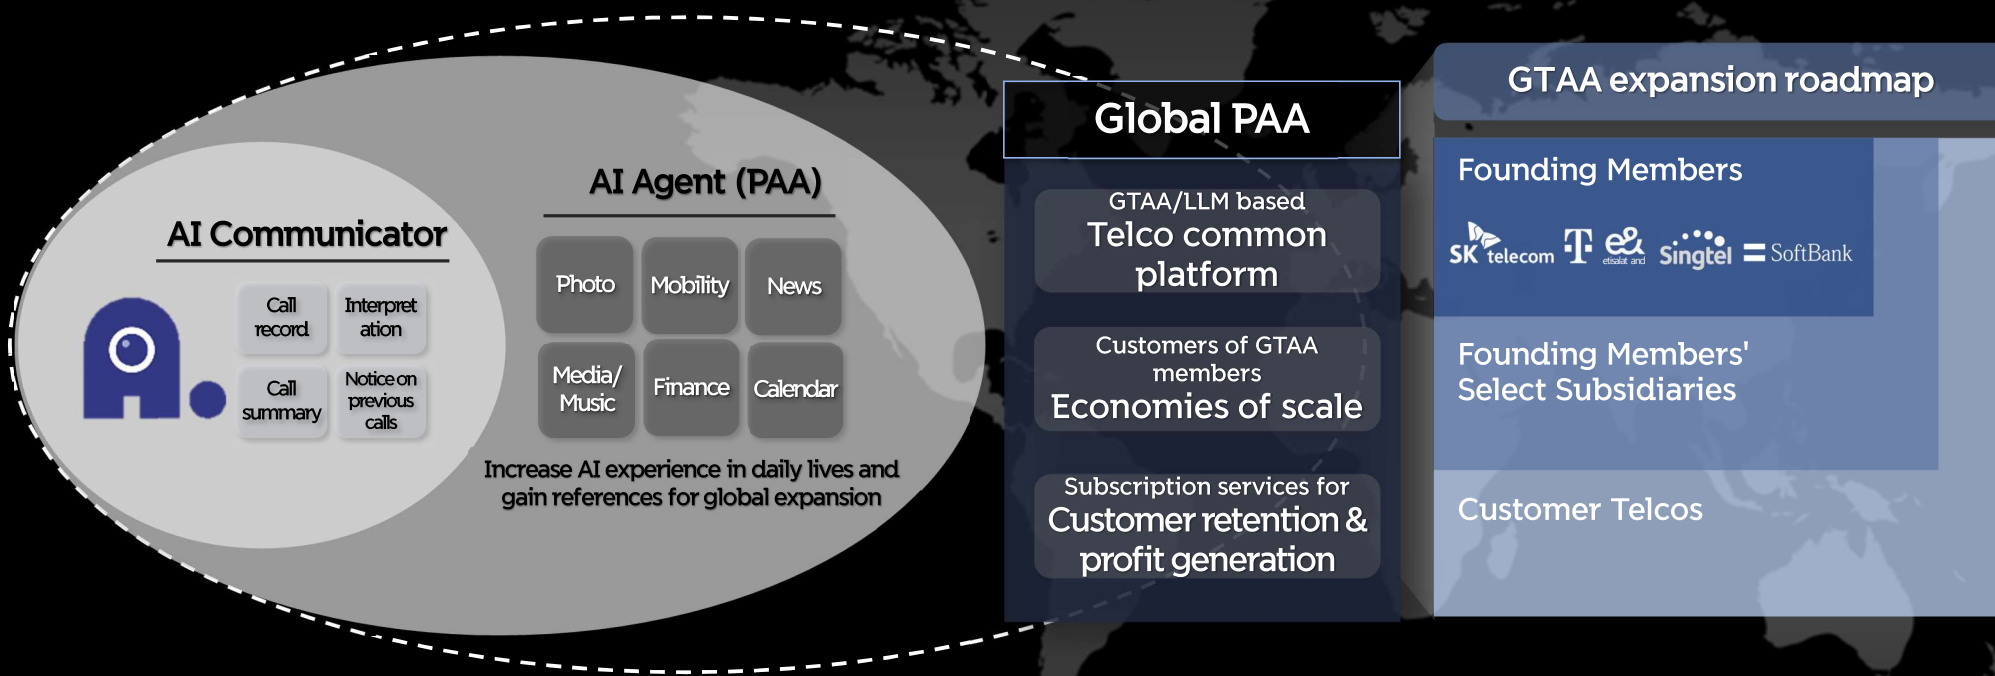 AI Communicator
Call
record
Interpret
ation
Call
summary
Notice on
previous
calls
AI Agent (PAA)
Photo
Mobility
News
Media/
Music
Finance
Calendar
Increase AI experience in daily lives and
gain references for global expansion
Global PAA
GTAA/LLM based
Telco common
platform
Customers of GTAA
members
Economies of scale
Subscription services for
Customer retention &
profit generation
GTAA expansion roadmap
Founding Members
SK telecom
T
e&
etisalat and
Singtel
SoftBank
Founding Members'
Select Subsidiaries
Customer Telcos